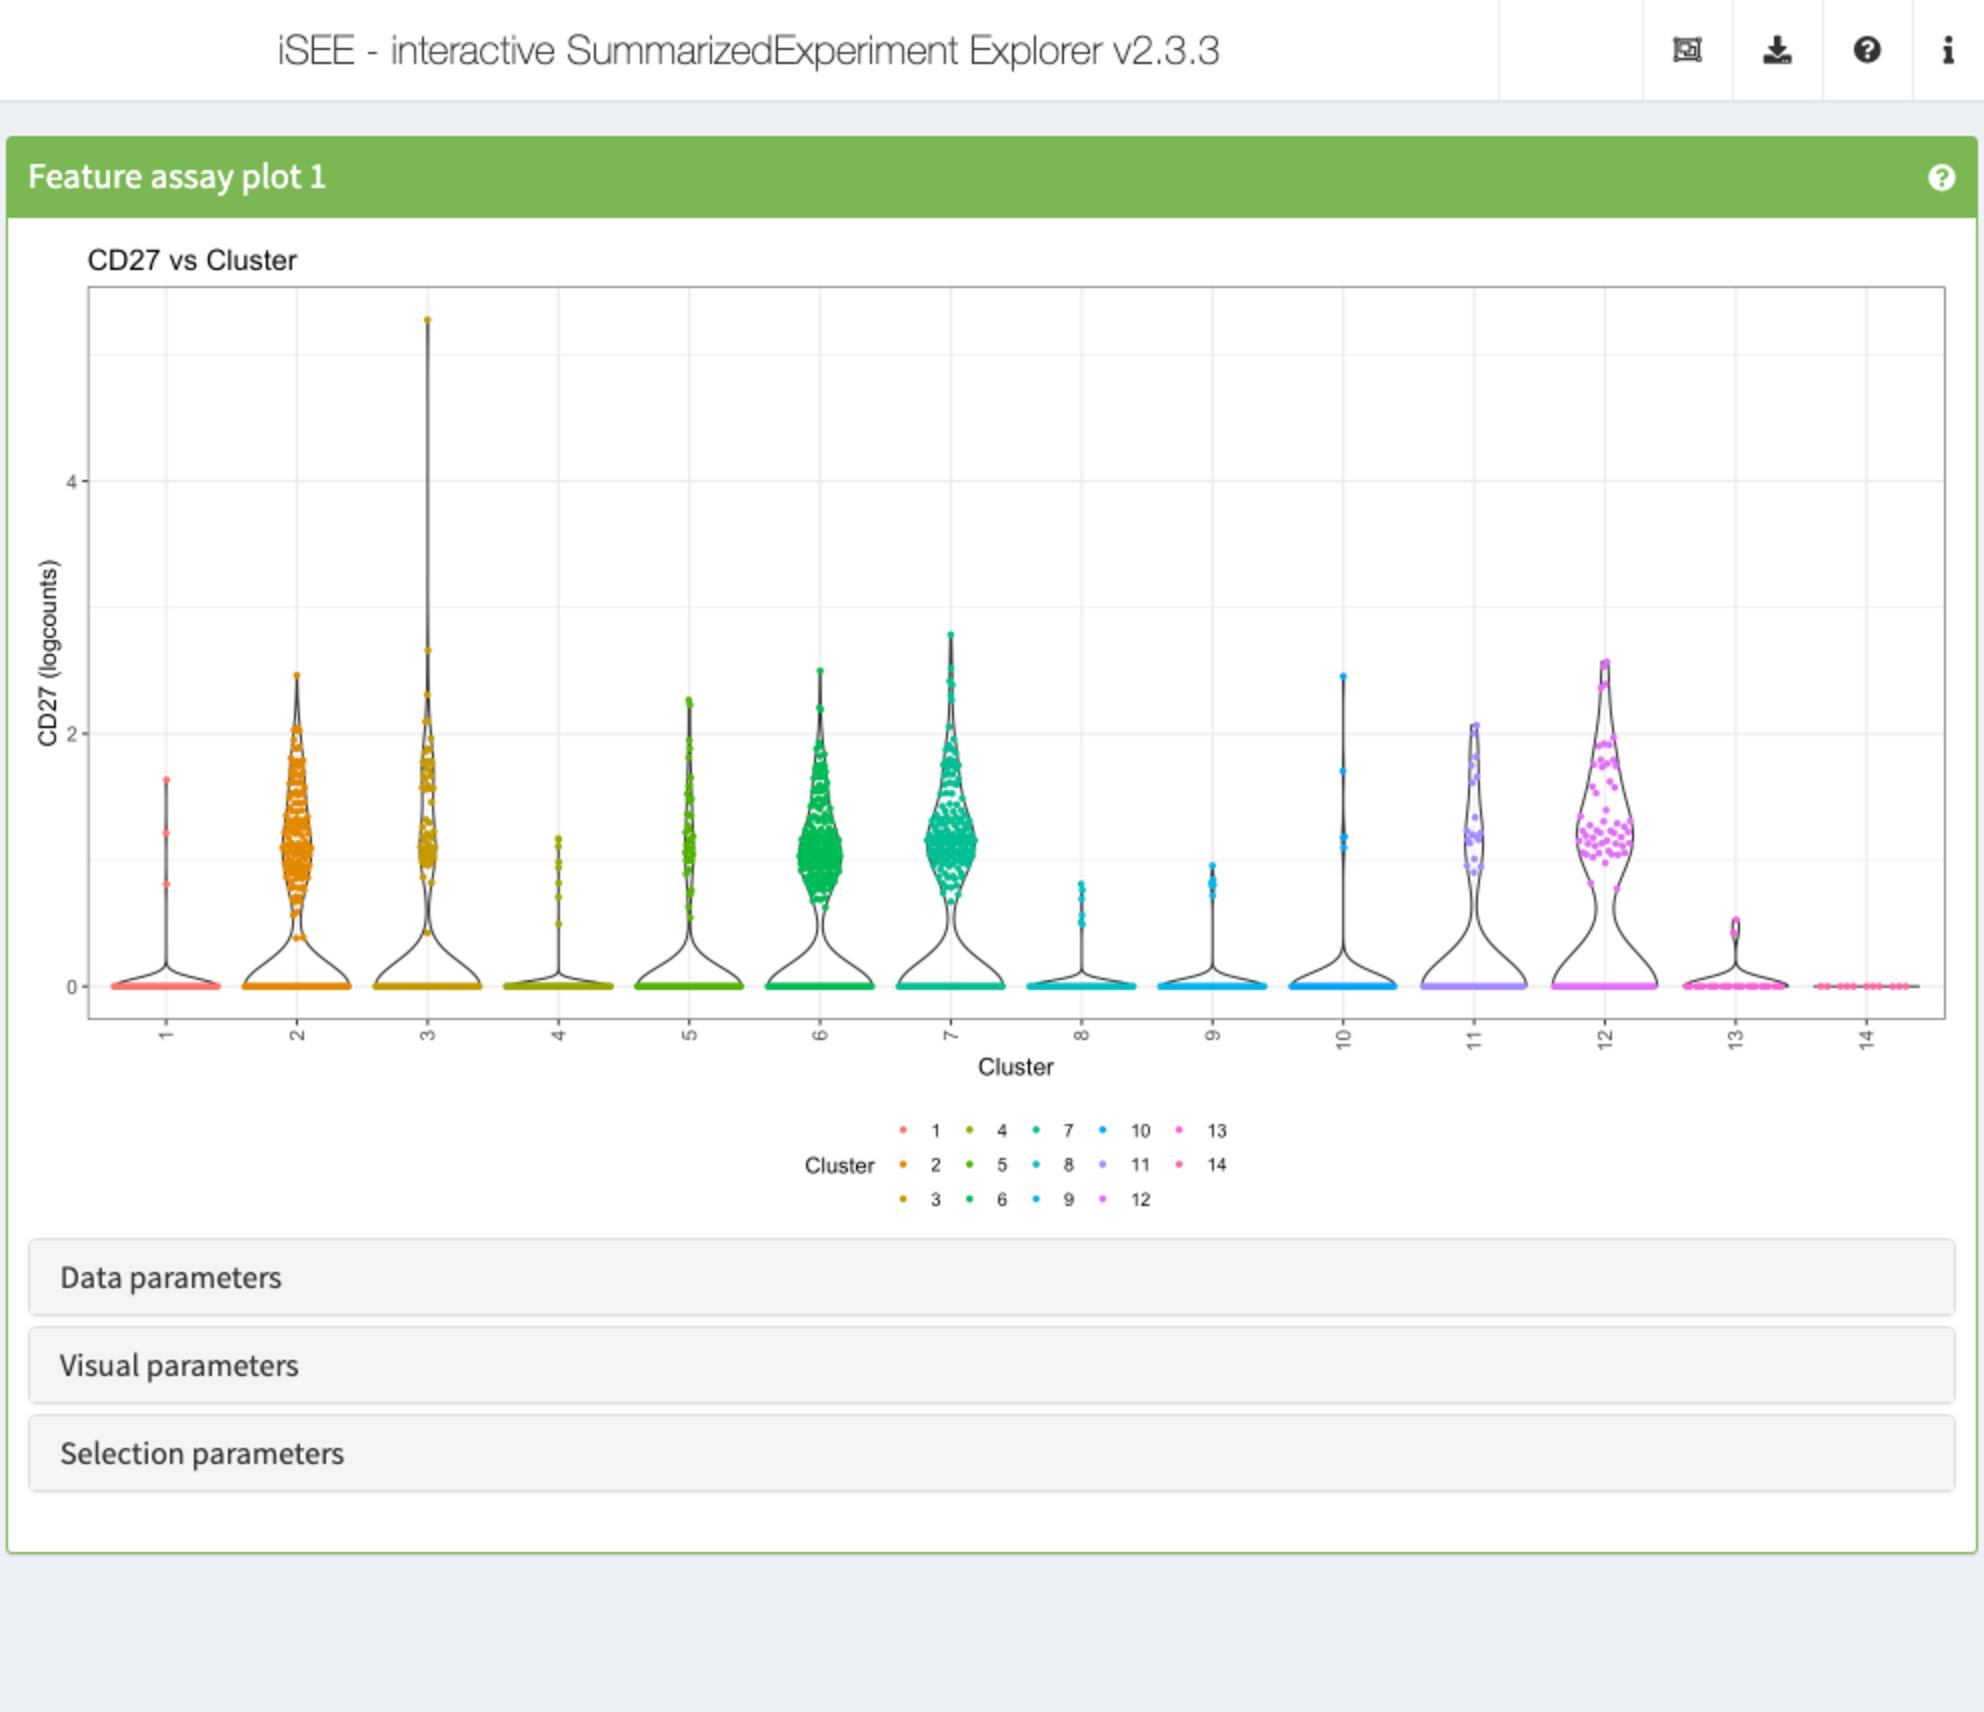 iSEE - interactive SummarizedExperiment Explorer v2.3.3
Feature assay plot 1
CD27 vs Cluster
CD27 (logcounts)
4
2
0
1 2 3 4 5 6 7 8 9 10 11 12 13 14
Cluster
1 4 7 10 13
Cluster 2 5 8 11 14
3 6 9 12
Data parameters
Visual parameters
Selection parameters